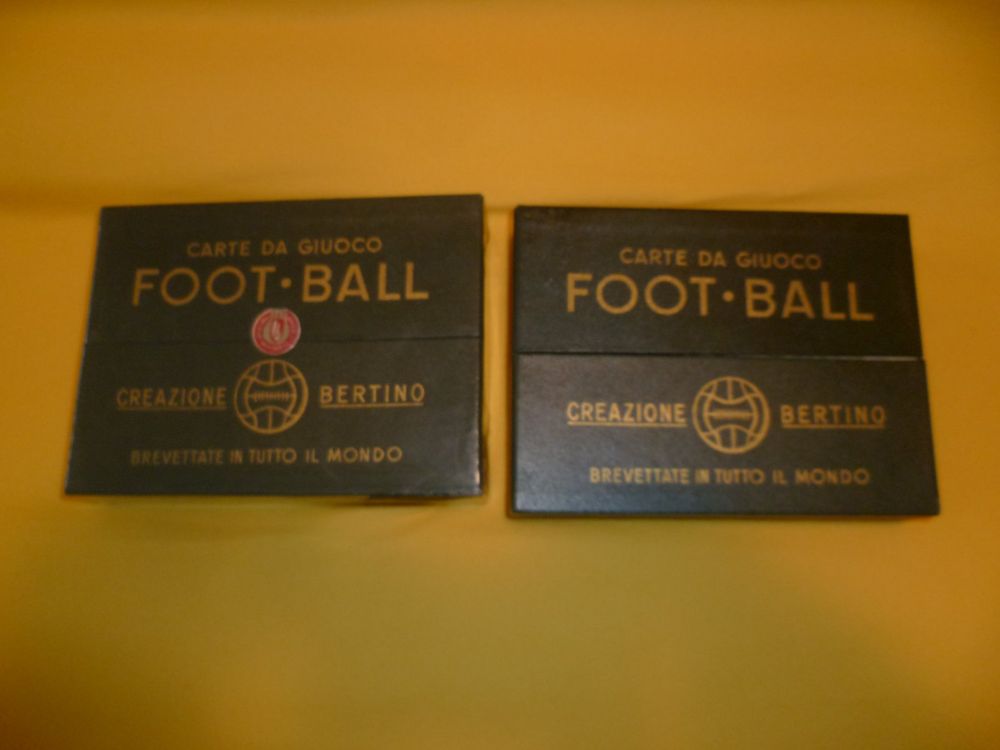 CARTE DA GIUOCO
FOOT·BALL
CREAZIONE BERTINO
BREVETTATE IN TUTTO IL MONDO
CARTE DA GIUOCO
FOOT·BALL
CREAZIONE BERTINO
BREVETTATE IN TUTTO IL MONDO